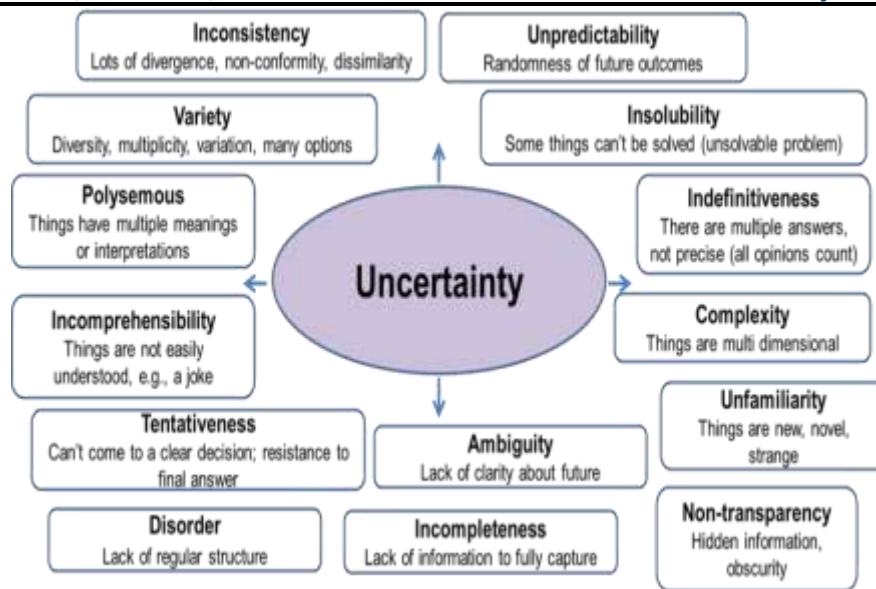 Inconsistency
Lots of divergence, non-conformity, dissimilarity
Unpredictability
Randomness of future outcomes
Variety
Diversity, multiplicity, variation, many options
Insolubility
Some things can't be solved (unsolvable problem)
Polysemous
Things have multiple meanings
or interpretations
Indefinitiveness
There are multiple answers,
not precise (all opinions count)
Uncertainty
Incomprehensibility
Things are not easily
understood, e.g., a joke
Complexity
Things are multi dimensional
Tentativeness
Can't come to a clear decision; resistance to
final answer
Ambiguity
Lack of clarity about future
Unfamiliarity
Things are new, novel,
strange
Disorder
Lack of regular structure
Incompleteness
Lack of information to fully capture
Non-transparency
Hidden information,
obscurity